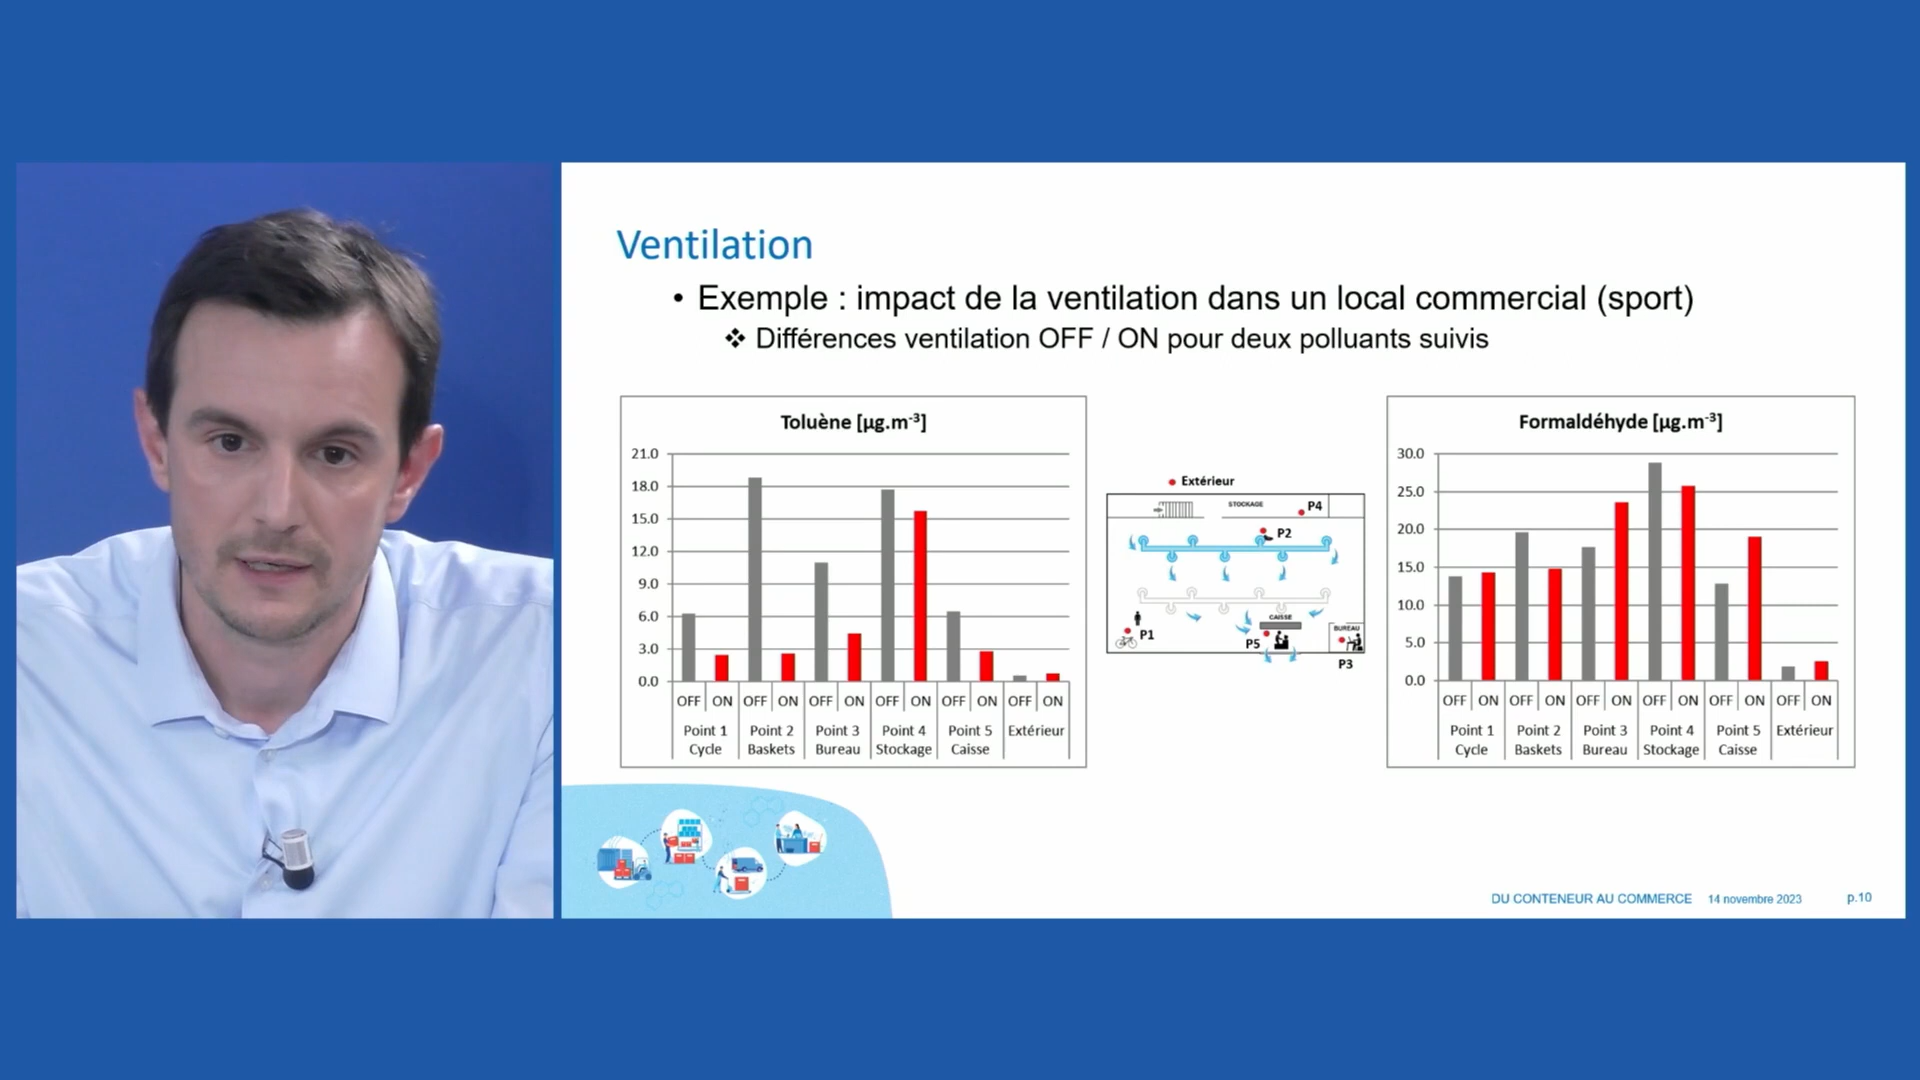 Ventilation
• Exemple : impact de la ventilation dans un local commercial (sport)
❖ Différences ventilation OFF / ON pour deux polluants suivis
Toluène [µg.m-3]
21.0
18.0
15.0
12.0
9.0
6.0
3.0
0.0
OFF ON OFF ON OFF ON OFF ON OFF ON OFF ON
Point 1 Point 2 Point 3 Point 4 Point 5 Extérieur
Cycle Baskets Bureau Stockage Caisse
Extérieur
STOCKAGE
P4
P2
CAISSE
BUREAU
P1
P5
P3
Formaldéhyde [µg.m-3]
30.0
25.0
20.0
15.0
10.0
5.0
0.0
OFF ON OFF ON OFF ON OFF ON OFF ON OFF ON
Point 1 Point 2 Point 3 Point 4 Point 5 Extérieur
Cycle Baskets Bureau Stockage Caisse
DU CONTENEUR AU COMMERCE 14 novembre 2023 p.10